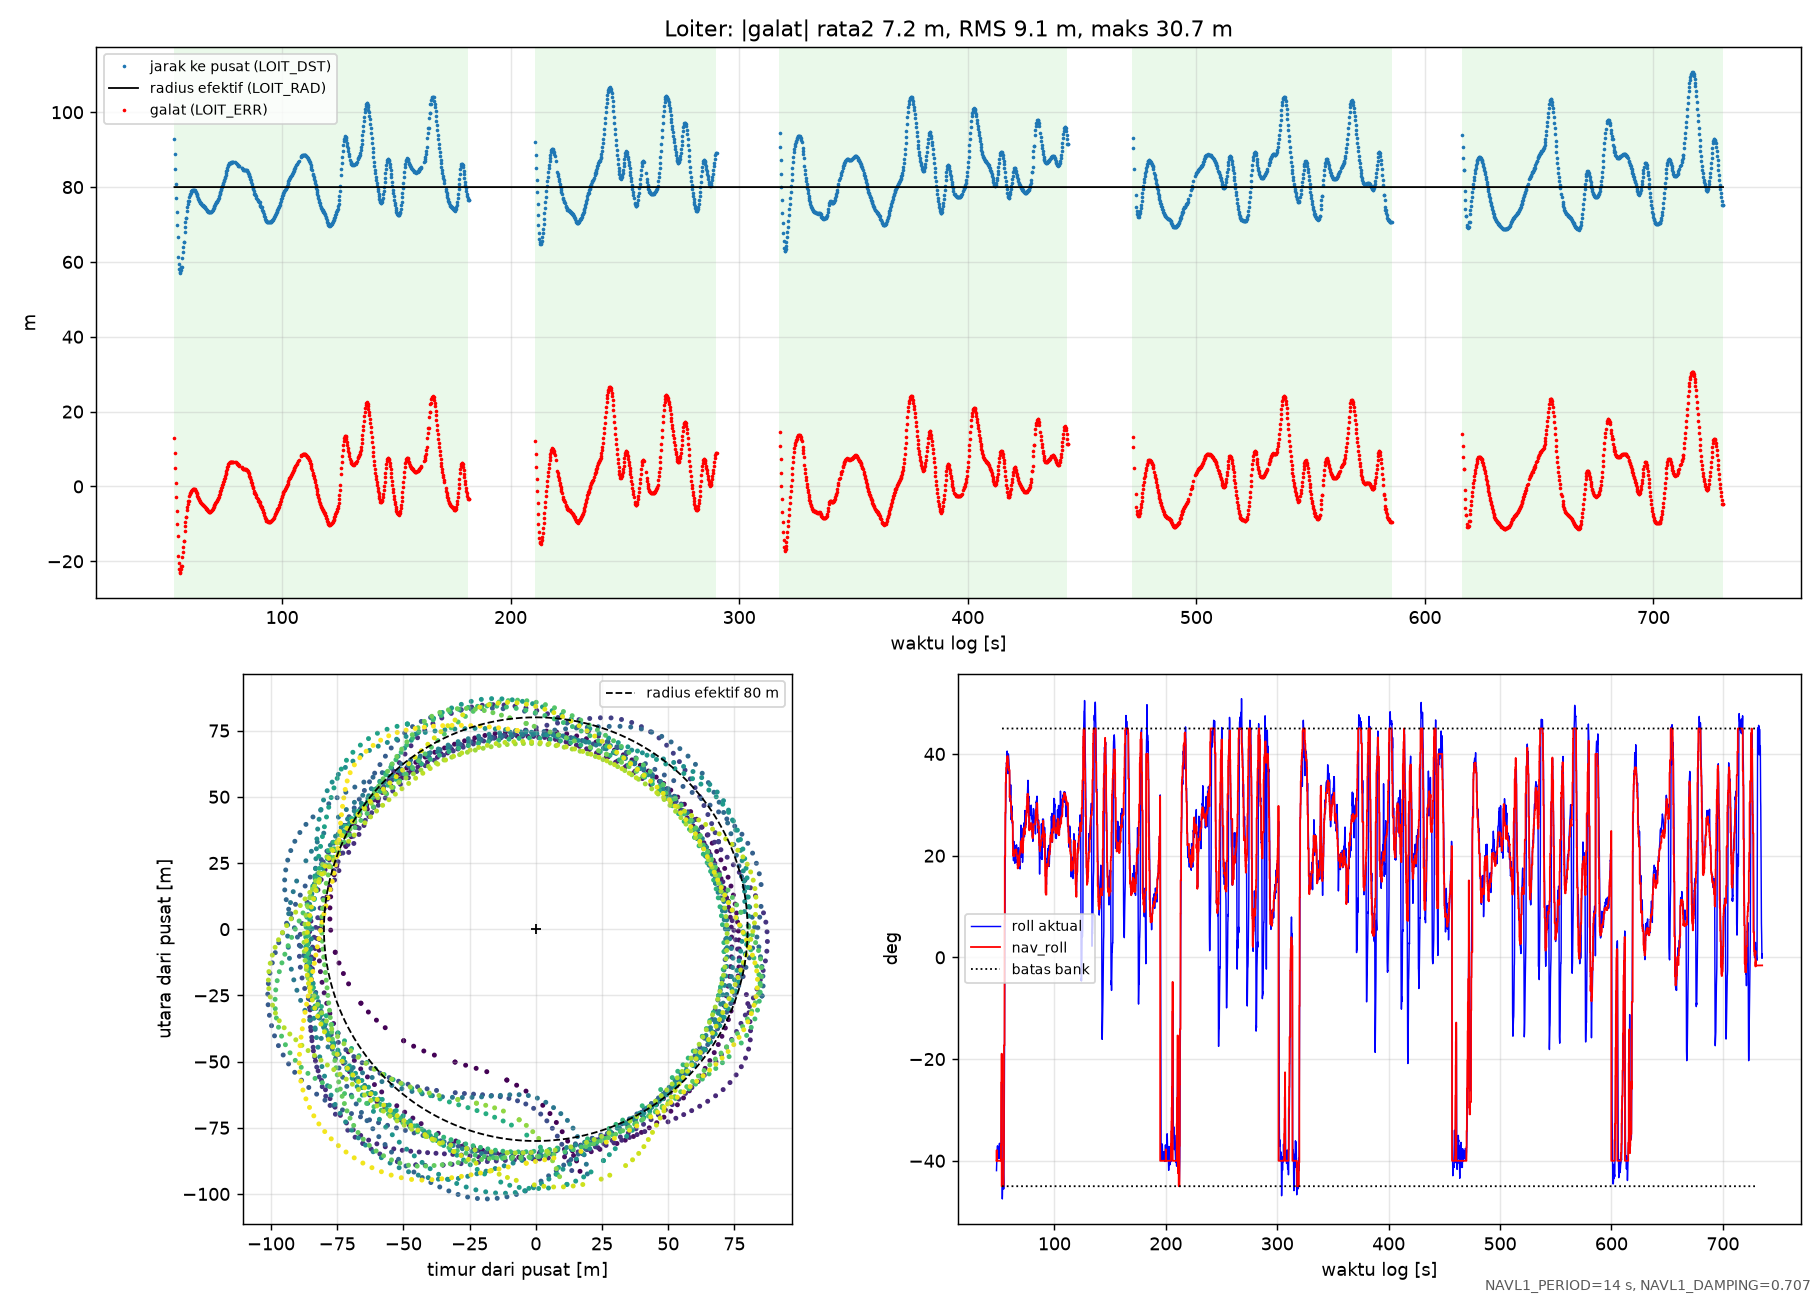 Loiter: |galat| rata2 7.2 m, RMS 9.1 m, maks 30.7 m
jarak ke pusat (LOIT_DST)
radius efektif (LOIT_RAD)
galat (LOIT_ERR)
m
100
80
60
40
20
0
−20
100 200 300 400 500 600 700
waktu log [s]
radius efektif 80 m
utara dari pusat [m]
75
50
25
0
−25
−50
−75
−100
−100 −75 −50 −25 0 25 50 75
timur dari pusat [m]
deg
40
20
0
−20
−40
roll aktual
nav_roll
batas bank
100 200 300 400 500 600 700
waktu log [s]
NAVL1_PERIOD=14 s, NAVL1_DAMPING=0.707